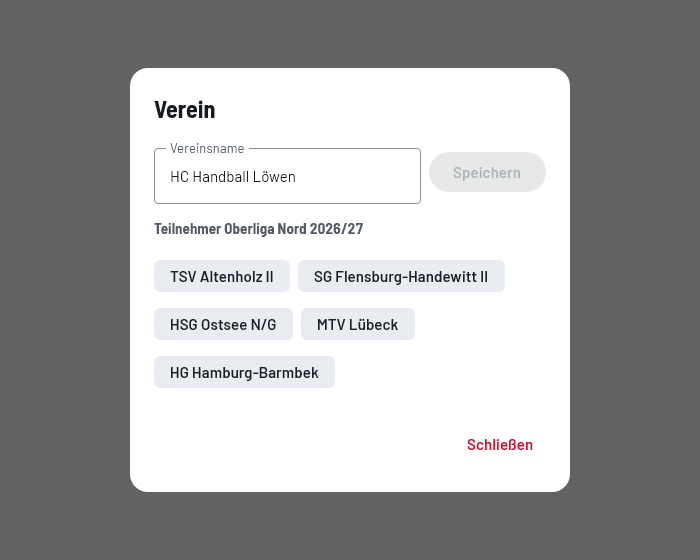 Verein
Vereinsname
HC Handball Löwen
Speichern
Teilnehmer Oberliga Nord 2026/27
TSV Altenholz II
SG Flensburg-Handewitt II
HSG Ostsee N/G
MTV Lübeck
HG Hamburg-Barmbek
Schließen